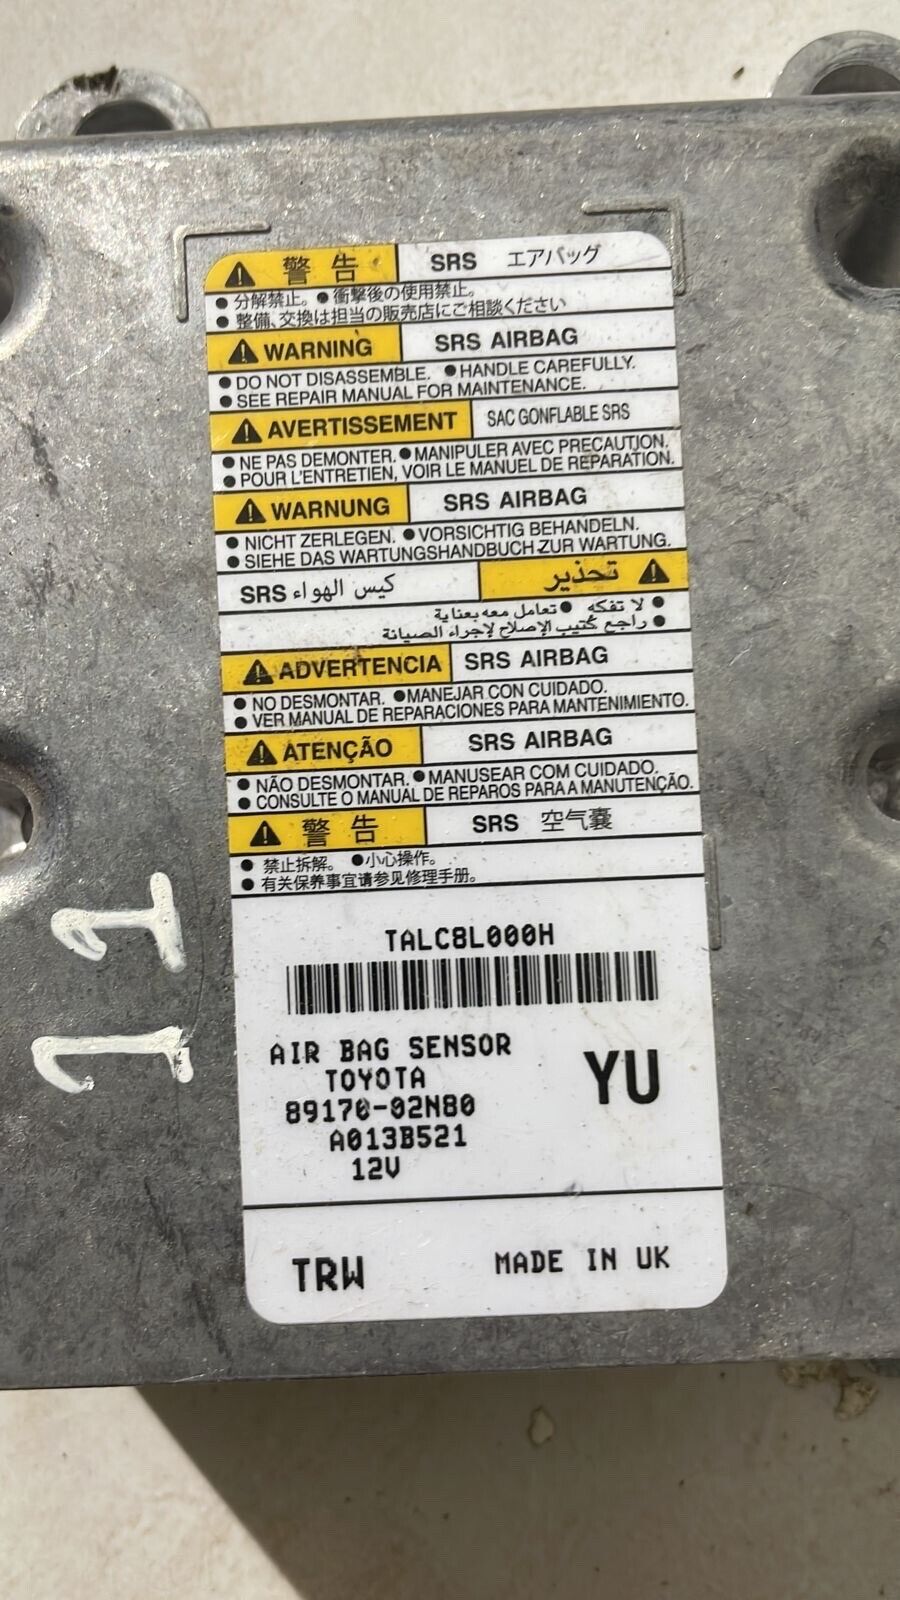 警告 SRS エアバッグ
● 分解禁止。 ● 衝撃後の使用禁止。
● 整備、交換は担当の販売店にご相談ください
WARNING SRS AIRBAG
● DO NOT DISASSEMBLE. ● HANDLE CAREFULLY.
● SEE REPAIR MANUAL FOR MAINTENANCE.
AVERTISSEMENT SAC GONFLABLE SRS
● NE PAS DEMONTER. ● MANIPULER AVEC PRECAUTION.
● POUR L'ENTRETIEN, VOIR LE MANUEL DE REPARATION.
WARNUNG SRS AIRBAG
● NICHT ZERLEGEN. ● VORSICHTIG BEHANDELN.
● SIEHE DAS WARTUNGSHANDBUCH ZUR WARTUNG.
تحذير كيس الهواء SRS
● لا تفكه ● تعامل معه بعناية
● راجع كتيب الإصلاح لإجراء الصيانة
ADVERTENCIA SRS AIRBAG
● NO DESMONTAR. ● MANEJAR CON CUIDADO.
● VER MANUAL DE REPARACIONES PARA MANTENIMIENTO.
ATENÇÃO SRS AIRBAG
● NÃO DESMONTAR. ● MANUSEAR COM CUIDADO.
● CONSULTE O MANUAL DE REPAROS PARA A MANUTENÇÃO.
警告 SRS 空气囊
● 禁止拆解。 ● 小心操作。
● 有关保养事宜请参见修理手册。
TALC8L000H
AIR BAG SENSOR
TOYOTA
YU
89170-02N80
A013B521
12V
TRW MADE IN UK
11